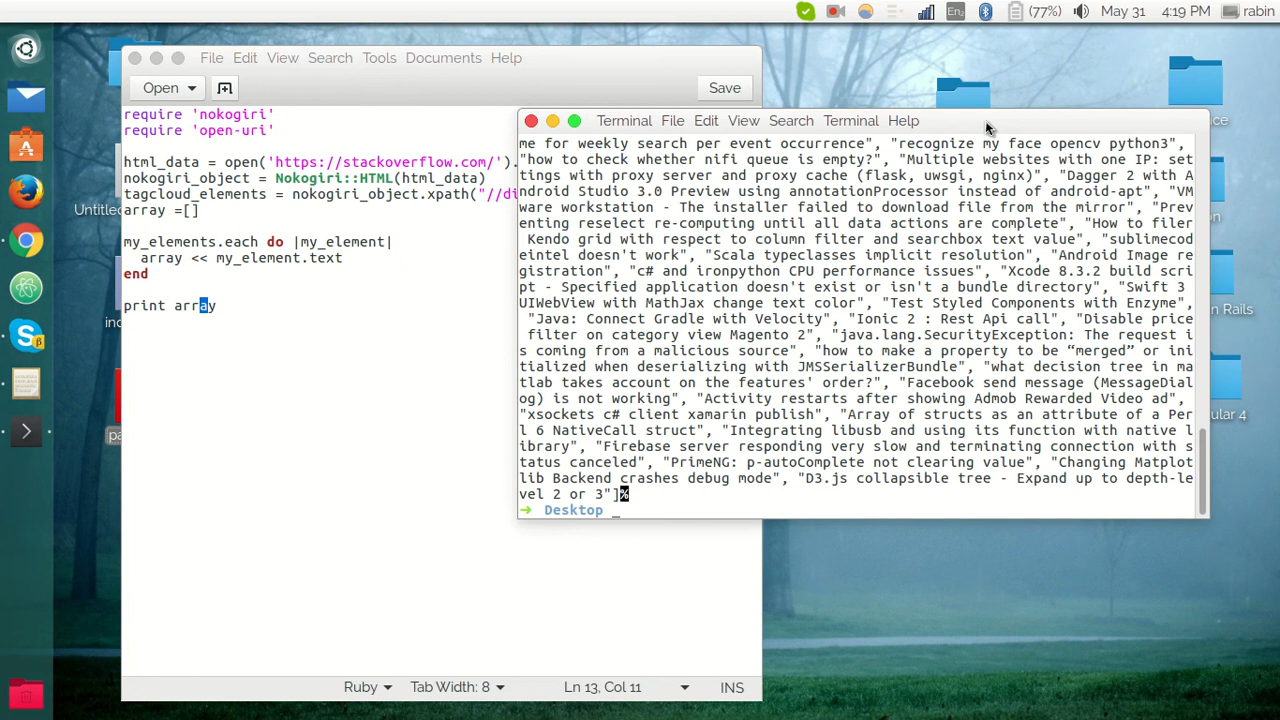 (77%) May 31 4:19 PM rabin
En₂
File Edit View Search Tools Documents Help
Open Save
require 'nokogiri'
require 'open-uri'
html_data = open('https://stackoverflow.com/').
nokogiri_object = Nokogiri::HTML(html_data)
tagcloud_elements = nokogiri_object.xpath("//di
array =[]
my_elements.each do |my_element|
array << my_element.text
end
print array
Ruby Tab Width: 8 Ln 13, Col 11 INS
Terminal File Edit View Search Terminal Help
me for weekly search per event occurrence", "recognize my face opencv python3",
"how to check whether nifi queue is empty?", "Multiple websites with one IP: set
tings with proxy server and proxy cache (flask, uwsgi, nginx)", "Dagger 2 with A
ndroid Studio 3.0 Preview using annotationProcessor instead of android-apt", "VM
ware workstation - The installer failed to download file from the mirror", "Prev
enting reselect re-computing until all data actions are complete", "How to filer
Kendo grid with respect to column filter and searchbox text value", "sublimecod
eintel doesn't work", "Scala typeclasses implicit resolution", "Android Image re
gistration", "c# and ironpython CPU performance issues", "Xcode 8.3.2 build scri
pt - Specified application doesn't exist or isn't a bundle directory", "Swift 3
UIWebView with MathJax change text color", "Test Styled Components with Enzyme",
"Java: Connect Gradle with Velocity", "Ionic 2 : Rest Api call", "Disable price
filter on category view Magento 2", "java.lang.SecurityException: The request i
s coming from a malicious source", "how to make a property to be “merged” or ini
tialized when deserializing with JMSSerializerBundle", "what decision tree in ma
tlab takes account on the features' order?", "Facebook send message (MessageDial
og) is not working", "Activity restarts after showing Admob Rewarded Video ad",
"xsockets c# client xamarin publish", "Array of structs as an attribute of a Per
l 6 NativeCall struct", "Integrating libusb and using its function with native l
ibrary", "Firebase server responding very slow and terminating connection with s
tatus canceled", "PrimeNG: p-autoComplete not clearing value", "Changing Matplot
lib Backend crashes debug mode", "D3.js collapsible tree - Expand up to depth-le
vel 2 or 3"]%
➜ Desktop _
Untitle
inc
pa
ce
on
n Rails
ular 4